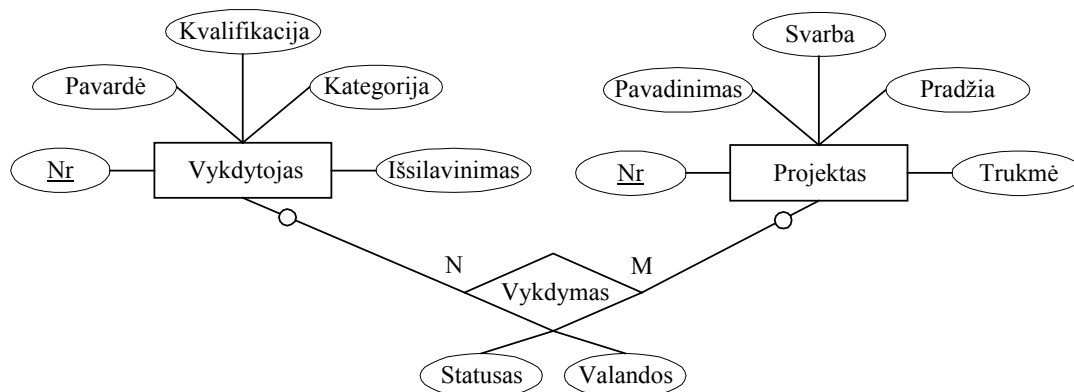 Kvalifikacija
Pavardė
Kategorija
Nr
Vykdytojas
Išsilavinimas
Svarba
Pavadinimas
Pradžia
Nr
Projektas
Trukmė
N
M
Vykdymas
Statusas
Valandos